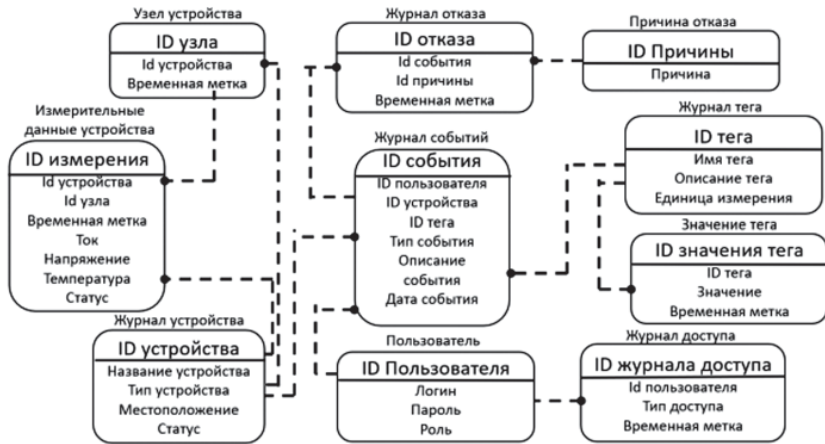 Узел устройства
ID узла
Id устройства
Временная метка
Журнал отказа
ID отказа
Id события
Id причины
Временная метка
Причина отказа
ID Причины
Причина
Измерительные
данные устройства
ID измерения
Id устройства
Id узла
Временная метка
Ток
Напряжение
Температура
Статус
Журнал событий
ID события
ID пользователя
ID устройства
ID тега
Тип события
Описание
события
Дата события
Журнал тега
ID тега
Имя тега
Описание тега
Единица измерения
Значение тега
ID значения тега
ID тега
Значение
Временная метка
Журнал устройства
ID устройства
Название устройства
Тип устройства
Местоположение
Статус
Пользователь
ID Пользователя
Логин
Пароль
Роль
Журнал доступа
ID журнала доступа
Id пользователя
Тип доступа
Временная метка